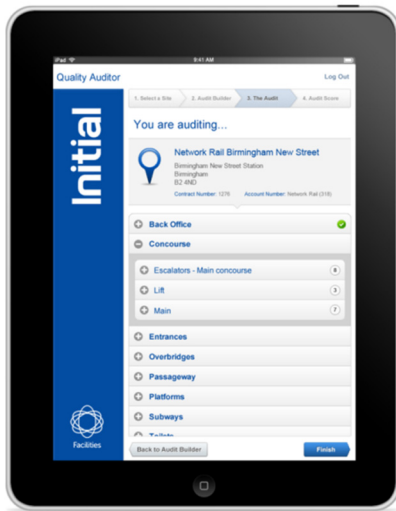 iPad
9:41 AM
Quality Auditor
Log Out
Initial
1. Select a Site
2. Audit Builder
3. The Audit
4. Audit Score
You are auditing...
Network Rail Birmingham New Street
Birmingham New Street Station
Birmingham
B2 4ND
Contract Number: 1276 Account Number: Network Rail (318)
Back Office
Concourse
Escalators - Main concourse 8
Lift 3
Main 7
Entrances
Overbridges
Passageway
Platforms
Subways
Toilets
Facilities
Back to Audit Builder
Finish